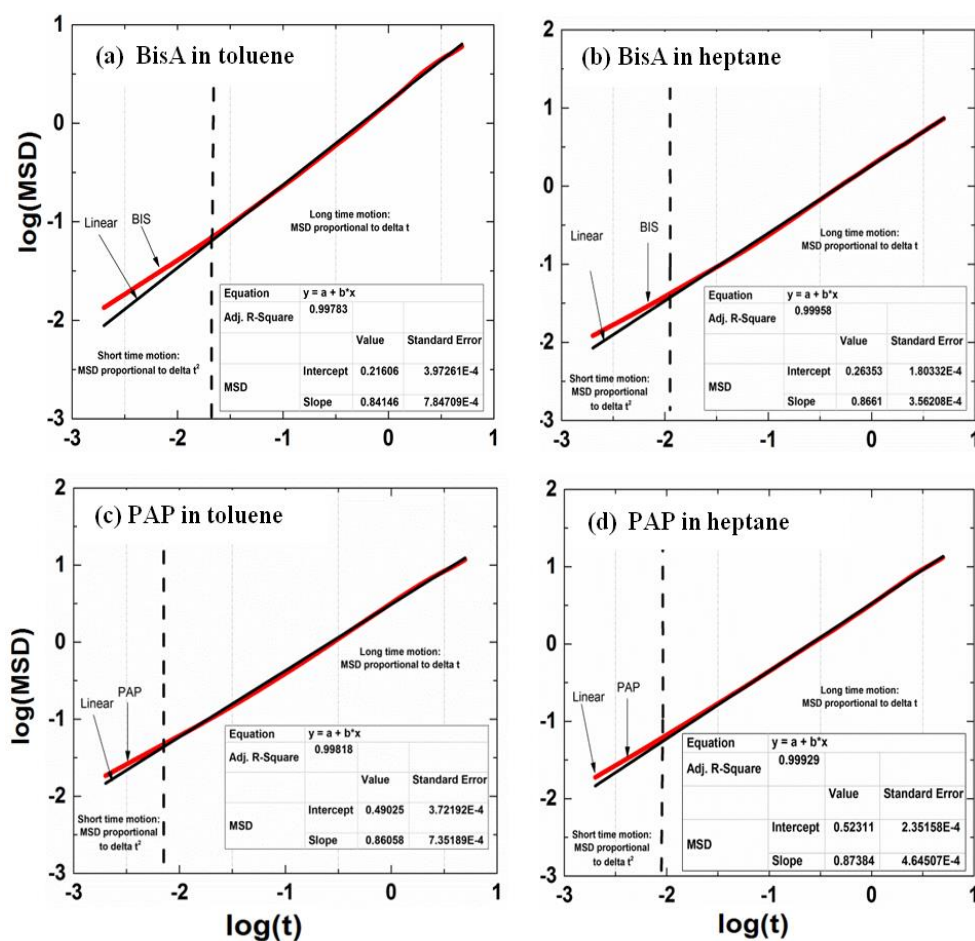 (a) BisA in toluene
log(MSD)
1
0
-1
-2
-3
Linear
BIS
Long time motion:
MSD proportional to delta t
Short time motion:
MSD proportional to delta t²
Equation y = a + b*x
Adj. R-Square 0.99783
Value Standard Error
MSD
Intercept 0.21606 3.97261E-4
Slope 0.84146 7.84709E-4
-3 -2 -1 0 1
(b) BisA in heptane
2
1
0
-1
-2
-3
Linear
BIS
Long time motion:
MSD proportional to delta t
Short time motion:
MSD proportional
to delta t²
Equation y = a + b*x
Adj. R-Square 0.99958
Value Standard Error
MSD
Intercept 0.26353 1.80332E-4
Slope 0.8661 3.56208E-4
-3 -2 -1 0 1
(c) PAP in toluene
log(MSD)
2
1
0
-1
-2
-3
Linear
PAP
Long time motion:
MSD proportional to delta t
Short time motion:
MSD proportional
to delta t²
Equation y = a + b*x
Adj. R-Square 0.99818
Value Standard Error
MSD
Intercept 0.49025 3.72192E-4
Slope 0.86058 7.35189E-4
-3 -2 -1 0 1
log(t)
(d) PAP in heptane
2
1
0
-1
-2
-3
Linear
PAP
Long time motion:
MSD proportional to delta t
Short time motion:
MSD proportional
to delta t²
Equation y = a + b*x
Adj. R-Square 0.99929
Value Standard Error
MSD
Intercept 0.52311 2.35158E-4
Slope 0.87384 4.64507E-4
-3 -2 -1 0 1
log(t)